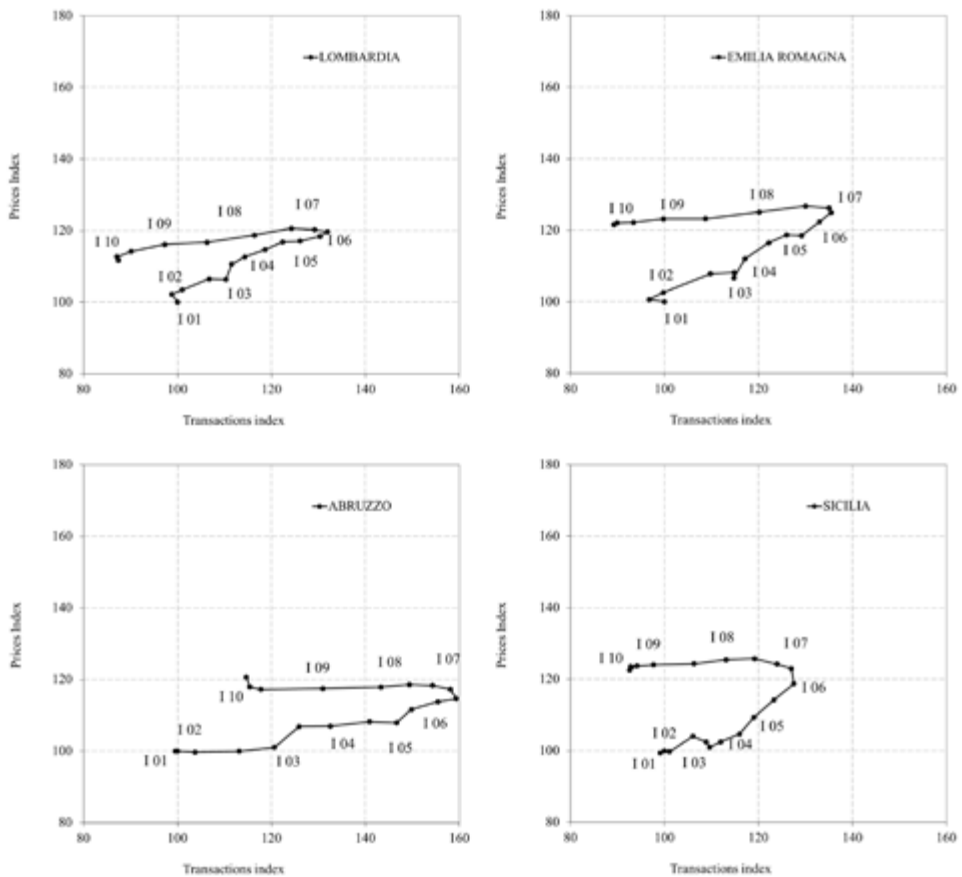 180
160
140
120
100
80
Prices Index
LOMBARDIA
I 10
I 09
I 08
I 07
I 06
I 05
I 04
I 03
I 02
I 01
80 100 120 140 160
Transactions index
180
160
140
120
100
80
Prices Index
EMILIA ROMAGNA
I 10
I 09
I 08
I 07
I 06
I 05
I 04
I 03
I 02
I 01
80 100 120 140 160
Transactions index
180
160
140
120
100
80
Prices Index
ABRUZZO
I 10
I 09
I 08
I 07
I 06
I 05
I 04
I 03
I 02
I 01
80 100 120 140 160
Transactions index
180
160
140
120
100
80
Prices Index
SICILIA
I 10
I 09
I 08
I 07
I 06
I 05
I 04
I 03
I 02
I 01
80 100 120 140 160
Transactions index